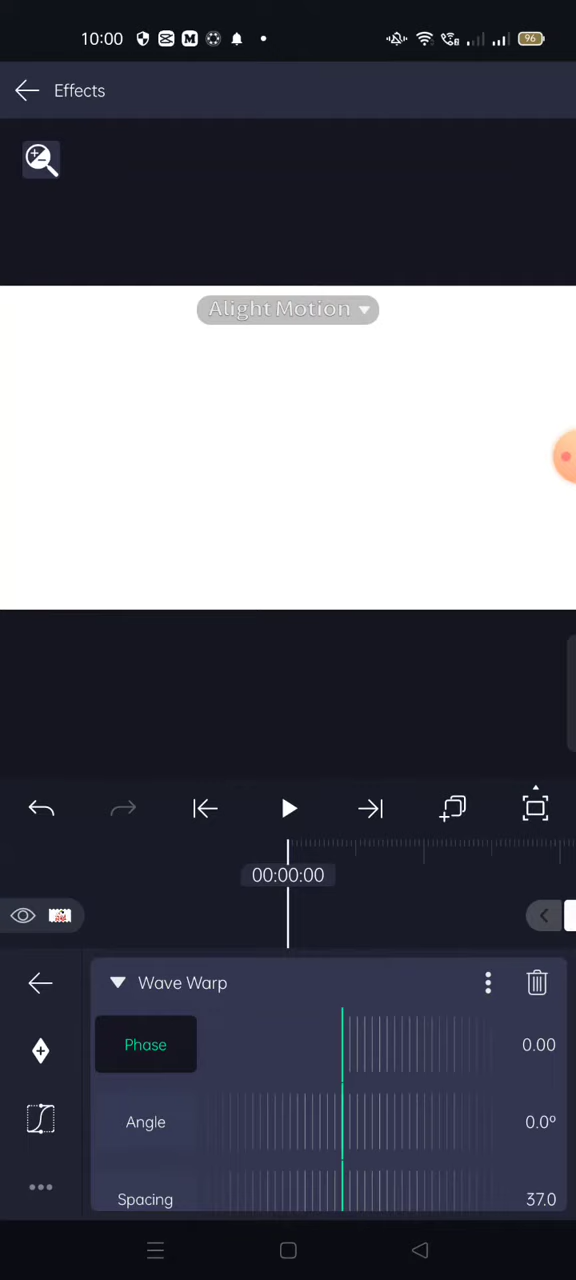 10:00
96
Effects
Alight Motion
00:00:00
Wave Warp
Phase 0.00
Angle 0.0°
Spacing 37.0